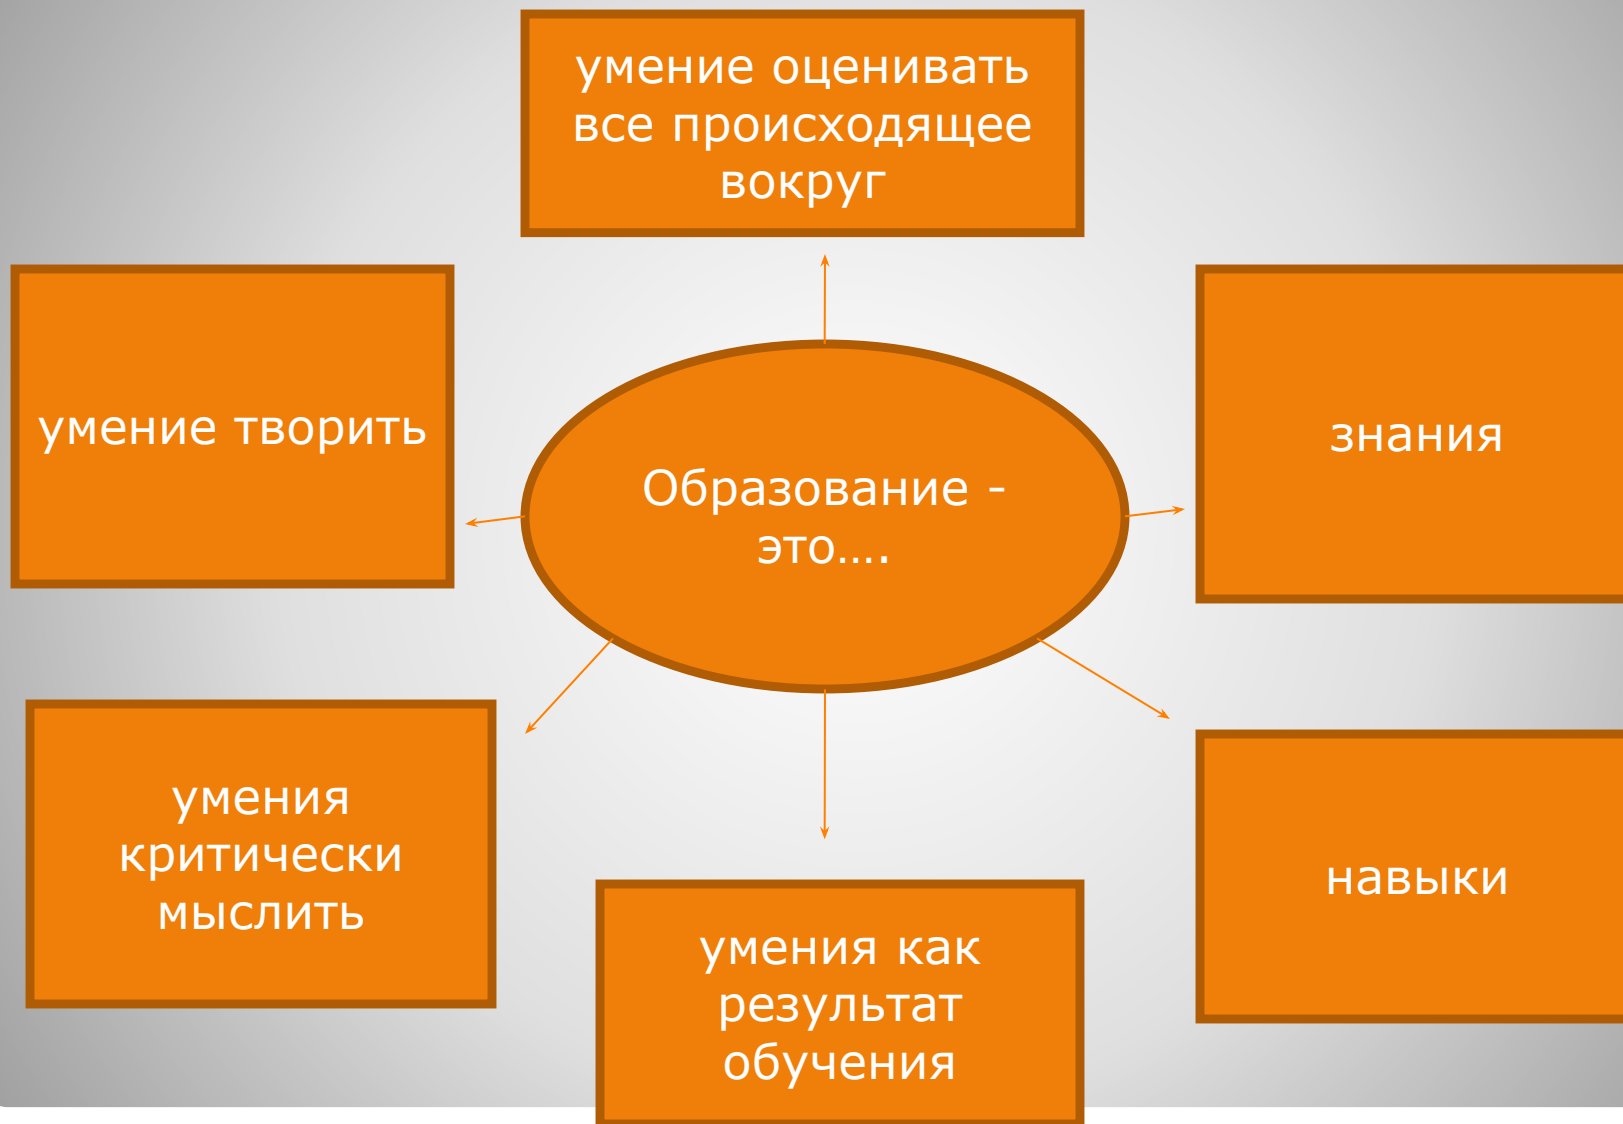 умение оценивать
все происходящее
вокруг
умение творить
знания
Образование -
это….
умения
критически
мыслить
навыки
умения как
результат
обучения